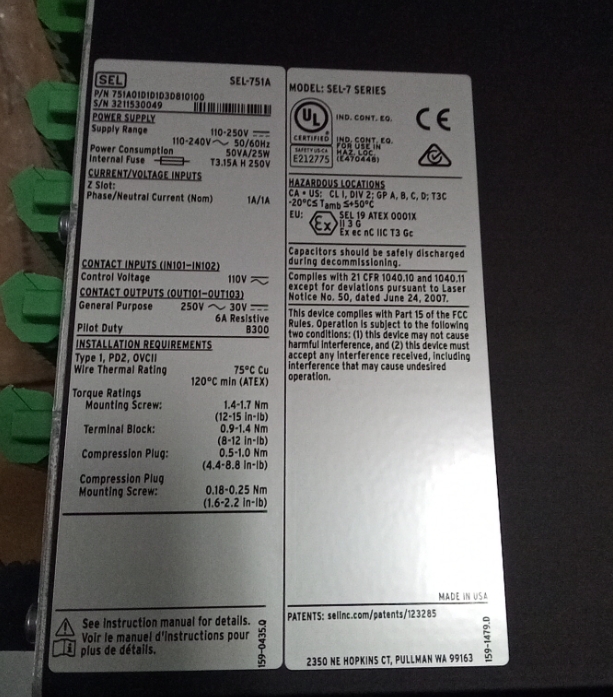 SEL SEL-751A
P/N 751A01D1D1D3D810100
S/N 3211530049
POWER SUPPLY
Supply Range 110-250V
110-240V 50/60Hz
Power Consumption 50VA/25W
Internal Fuse T3.15A H 250V
CURRENT/VOLTAGE INPUTS
Z Slot:
Phase/Neutral Current (Nom) 1A/1A
CONTACT INPUTS (IN101-IN102)
Control Voltage 110V
CONTACT OUTPUTS (OUT101-OUT103)
General Purpose 250V 30V
6A Resistive
Pilot Duty B300
INSTALLATION REQUIREMENTS
Type 1, PD2, OVCII
Wire Thermal Rating 75°C Cu
120°C min (ATEX)
Torque Ratings
Mounting Screw: 1.4-1.7 Nm
(12-15 in-lb)
Terminal Block: 0.9-1.4 Nm
(8-12 in-lb)
Compression Plug: 0.5-1.0 Nm
(4.4-8.8 in-lb)
Compression Plug
Mounting Screw: 0.18-0.25 Nm
(1.6-2.2 in-lb)
See instruction manual for details.
Voir le manuel d'instructions pour
plus de détails.
159-0435.Q
MODEL: SEL-7 SERIES
UL IND. CONT. EQ. CE
CERTIFIED
SAFETY US-CA
E212775
IND. CONT. EQ.
FOR USE IN
HAZ. LOC.
(E470448)
HAZARDOUS LOCATIONS
CA • US: CL I, DIV 2; GP A, B, C, D; T3C
-20°C≤ Tamb ≤+50°C
EU: Ex SEL 19 ATEX 0001X
II 3 G
Ex ec nC IIC T3 Gc
Capacitors should be safely discharged
during decommissioning.
Complies with 21 CFR 1040.10 and 1040.11
except for deviations pursuant to Laser
Notice No. 50, dated June 24, 2007.
This device complies with Part 15 of the FCC
Rules. Operation is subject to the following
two conditions: (1) this device may not cause
harmful interference, and (2) this device must
accept any interference received, including
interference that may cause undesired
operation.
MADE IN USA
PATENTS: selinc.com/patents/123285
2350 NE HOPKINS CT, PULLMAN WA 99163
159-1479.D